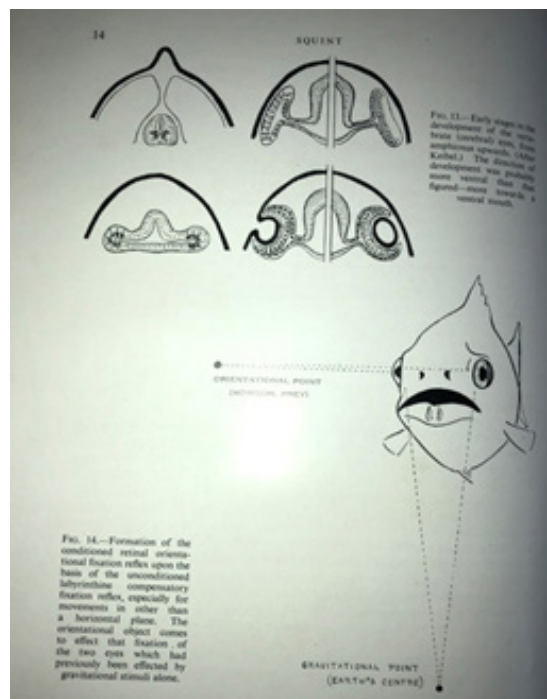 14
SQUINT
FIG. 13.—Early stages in the
development of the verte-
brate (cerebral) eyes, from
amphioxus upwards. (After
Keibel.) The direction of
development was probably
more ventral than
figured—more towards a
ventral mouth.
ORIENTATIONAL POINT
FIG. 14.—Formation of the
conditioned retinal orienta-
tional fixation reflex upon the
basis of the unconditioned
labyrinthine compensatory
fixation reflex, especially for
movements in other than
a horizontal plane. The
orientational object comes
to effect that fixation of
the two eyes which had
previously been effected by
gravitational stimuli alone.
GRAVITATIONAL POINT
(EARTH'S CENTRE)